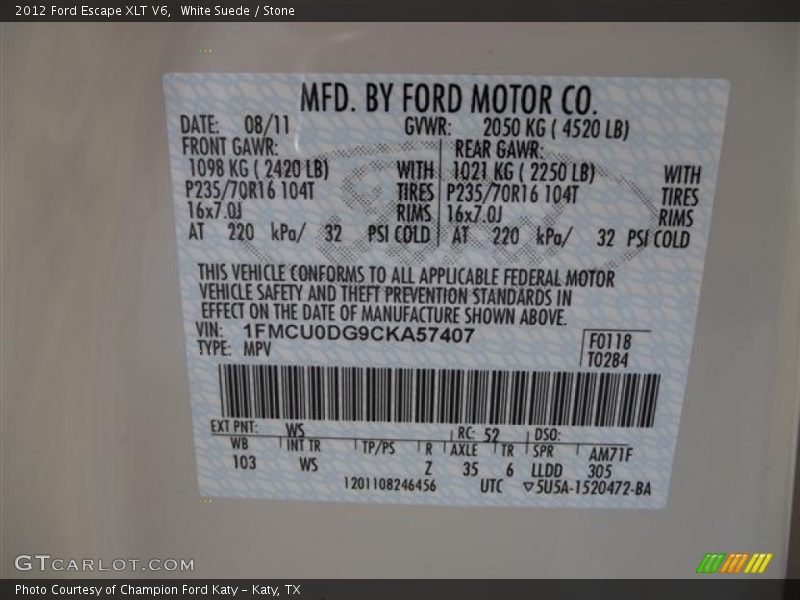 2012 Ford Escape XLT V6,  White Suede / Stone
MFD. BY FORD MOTOR CO.
DATE: 08/11 GVWR: 2050 KG ( 4520 LB)
FRONT GAWR: REAR GAWR:
1098 KG ( 2420 LB) WITH 1021 KG ( 2250 LB) WITH
P235/70R16 104T TIRES P235/70R16 104T TIRES
16x7.0J RIMS 16x7.0J RIMS
AT 220 kPa/ 32 PSI COLD AT 220 kPa/ 32 PSI COLD
THIS VEHICLE CONFORMS TO ALL APPLICABLE FEDERAL MOTOR
VEHICLE SAFETY AND THEFT PREVENTION STANDARDS IN
EFFECT ON THE DATE OF MANUFACTURE SHOWN ABOVE.
VIN: 1FMCU0DG9CKA57407 F0118
TYPE: MPV T0284
EXT PNT: WS RC: 52 DSO:
WB INT TR TP/PS R AXLE TR SPR AM71F
103 WS Z 35 6 LLDD 305
1201108246456 UTC ▽5U5A-1520472-BA
GTCARLOT.COM
Photo Courtesy of Champion Ford Katy - Katy, TX